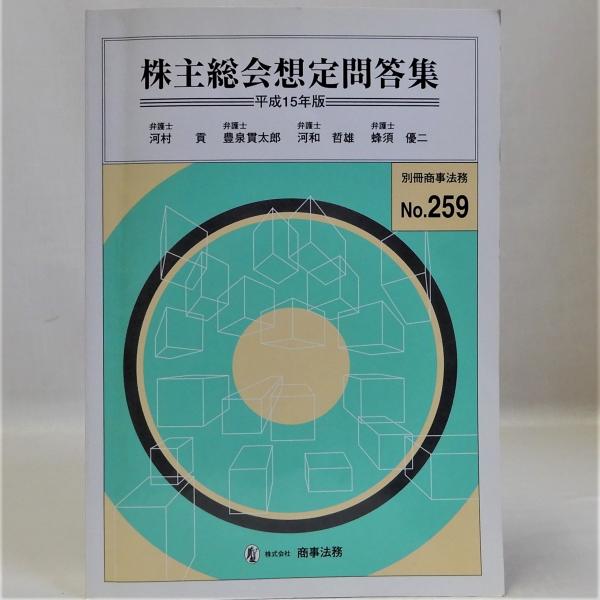 株主総会想定問答集
平成15年版
弁護士 弁護士 弁護士 弁護士
河村 貢 豊泉貫太郎 河和 哲雄 蜂須 優二
別冊商事法務
No.259
株式会社 商事法務